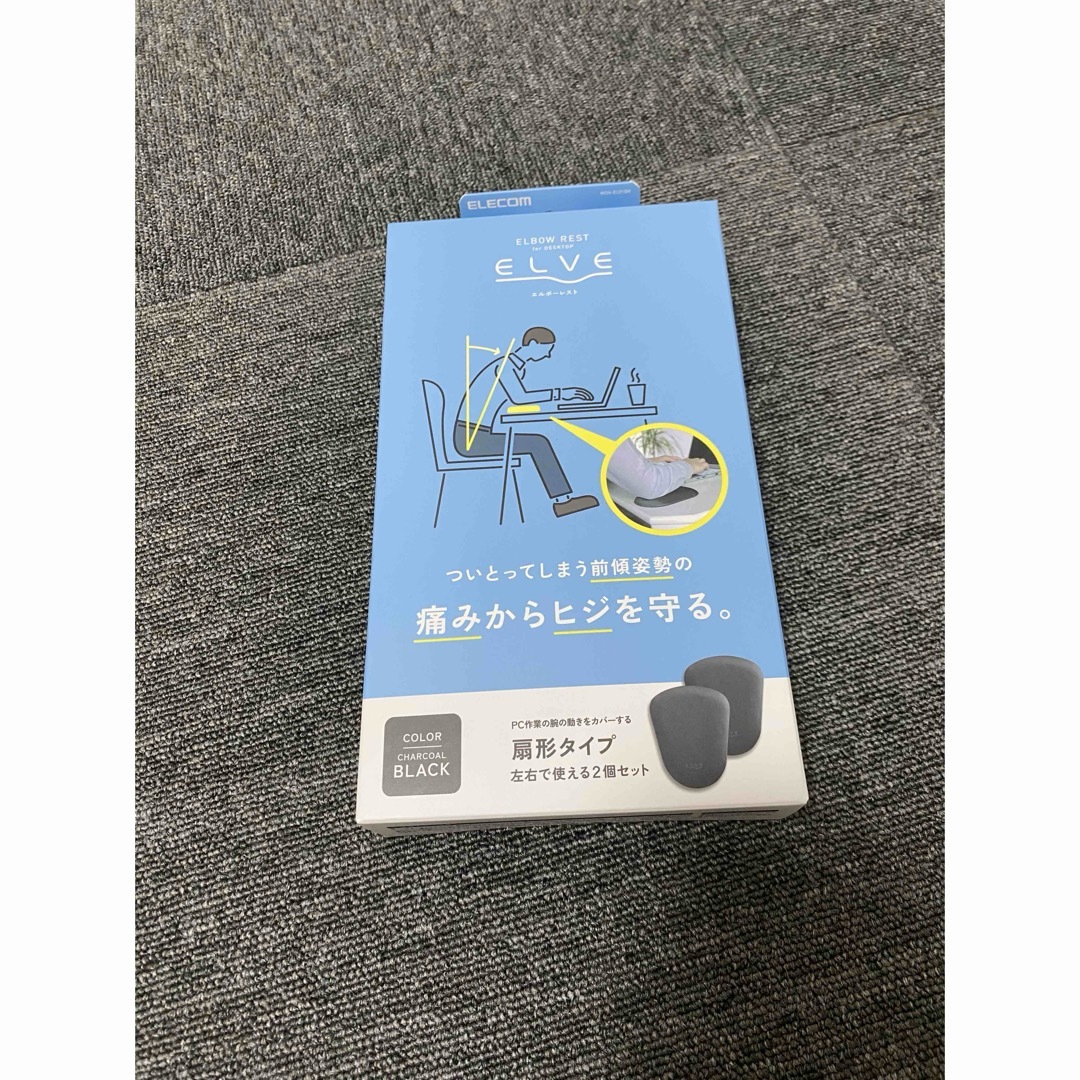 ELECOM
ELBOW REST
for DESKTOP
ELVE
エルボーレスト
ついとってしまう前傾姿勢の
痛みからヒジを守る。
COLOR
CHARCOAL
BLACK
PC作業の腕の動きをカバーする
扇形タイプ
左右で使える2個セット